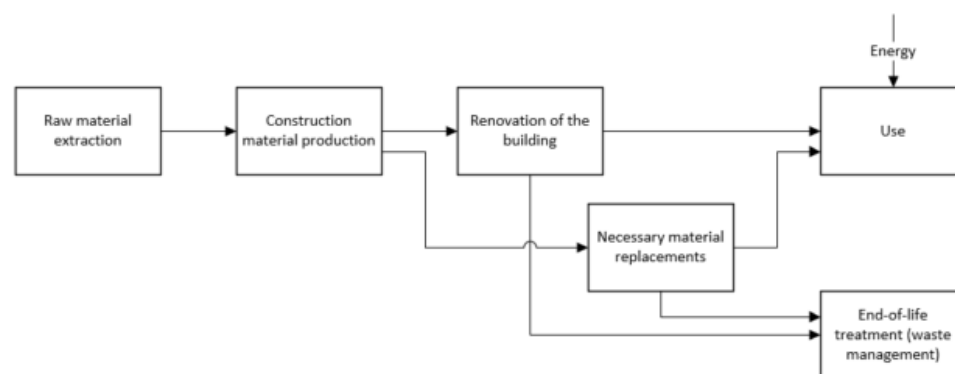 Energy
Raw material
extraction
Construction
material production
Renovation of the
building
Use
Necessary material
replacements
End-of-life
treatment (waste
management)